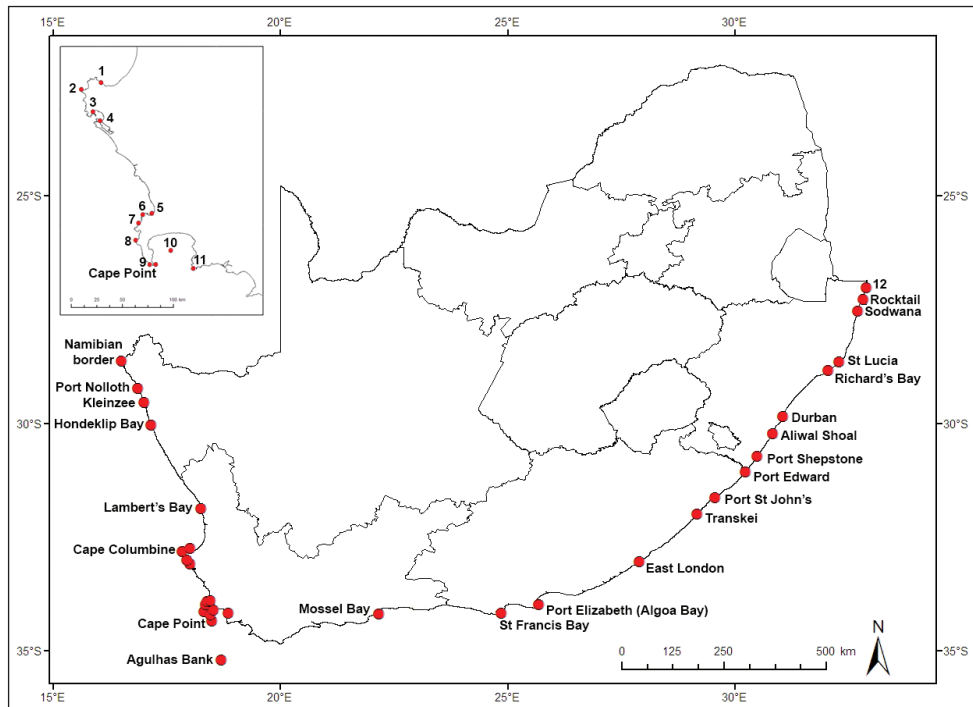 15°E 20°E 25°E 30°E
1
2
3
4
5
6
7
8
9
10
11
Cape Point
0 25 50 100 km
25°S 25°S
12
Rocktail
Sodwana
Namibian
border
St Lucia
Richard's Bay
Port Nolloth
Kleinzee
Hondeklip Bay
30°S 30°S
Durban
Aliwal Shoal
Port Shepstone
Port Edward
Port St John's
Transkei
Lambert's Bay
Cape Columbine
East London
Mossel Bay
Port Elizabeth (Algoa Bay)
St Francis Bay
Cape Point
Agulhas Bank
N
0 125 250 500 km
35°S 35°S
15°E 20°E 25°E 30°E